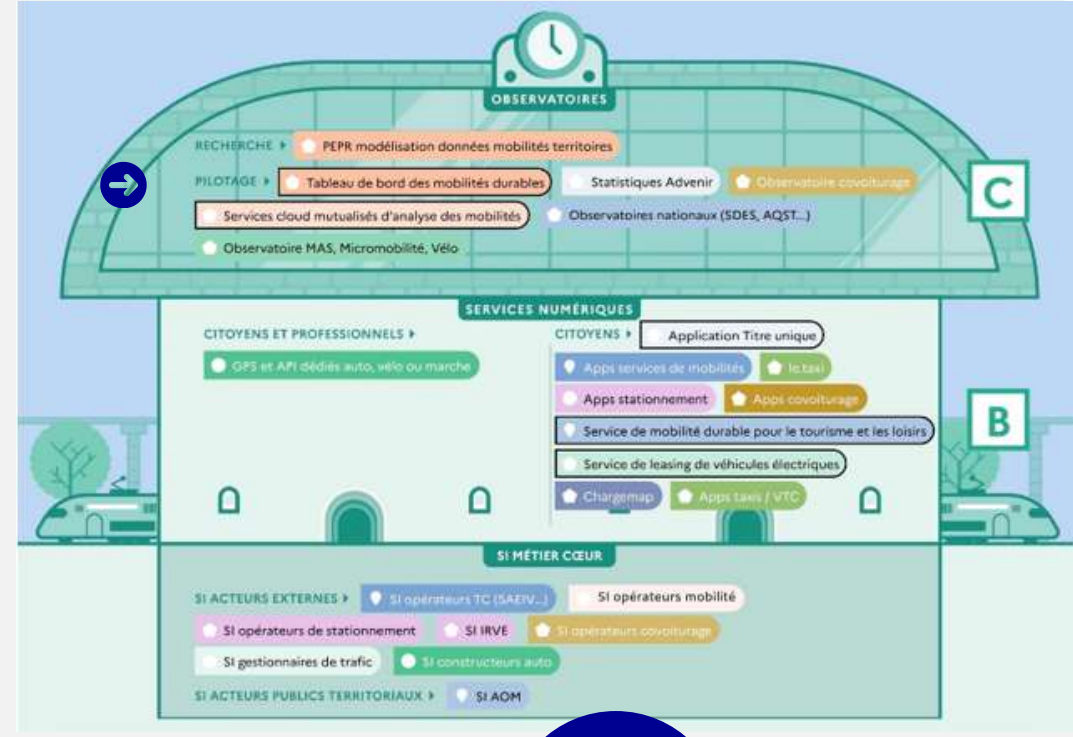 OBSERVATOIRES
RECHERCHE PEPR modélisation données mobilités territoires
PILOTAGE Tableau de bord des mobilités durables Statistiques Advenir Observatoire covoiturage
C
Services cloud mutualisés d'analyse des mobilités Observatoires nationaux (SDES, AQST...)
Observatoire MAS, Micromobilité, Vélo
SERVICES NUMÉRIQUES
CITOYENS ET PROFESSIONNELS
GPS et API dédiés auto, vélo ou marche
CITOYENS Application Titre unique
Apps services de mobilités le.taxi
Apps stationnement Apps covoiturage
Service de mobilité durable pour le tourisme et les loisirs
Service de leasing de véhicules électriques
Chargemap Apps taxis / VTC
B
SI MÉTIER CŒUR
SI ACTEURS EXTERNES SI opérateurs TC (SAEIV...) SI opérateurs mobilité
SI opérateurs de stationnement SI IRVE SI opérateurs covoiturage
SI gestionnaires de trafic SI constructeurs auto
SI ACTEURS PUBLICS TERRITORIAUX SI AOM